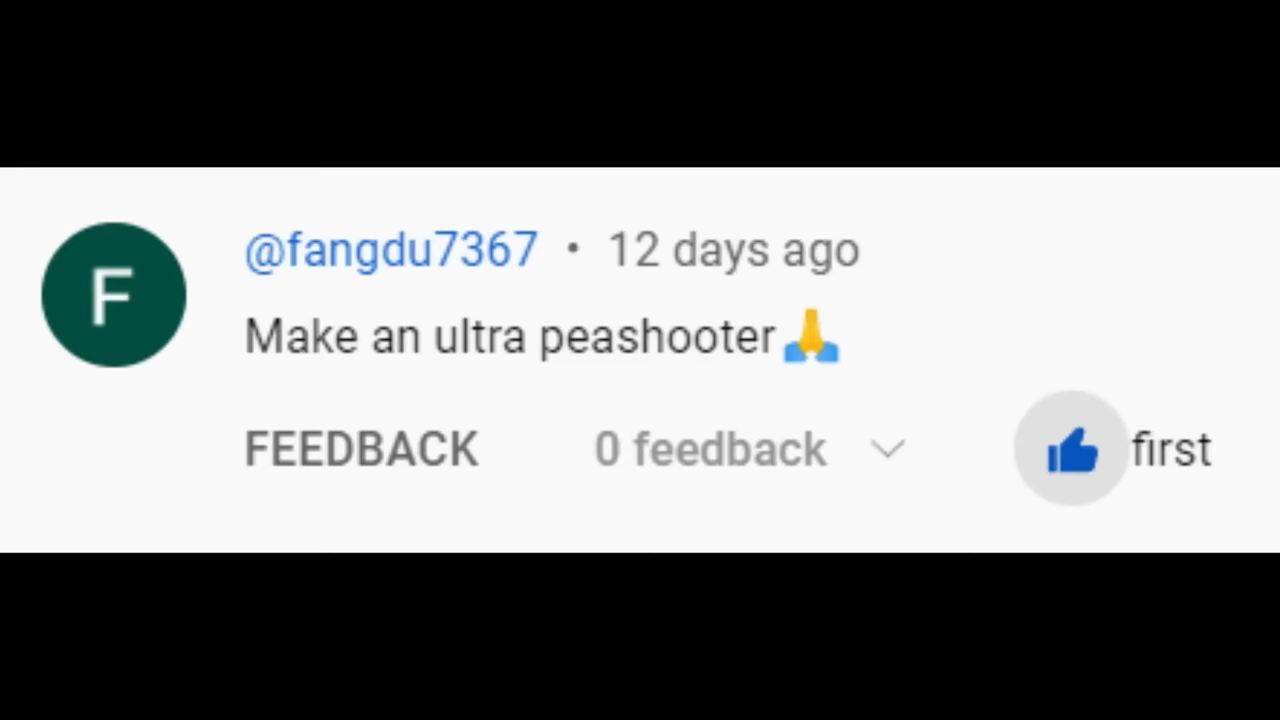 F
@fangdu7367 • 12 days ago
Make an ultra peashooter🙏
FEEDBACK 0 feedback first